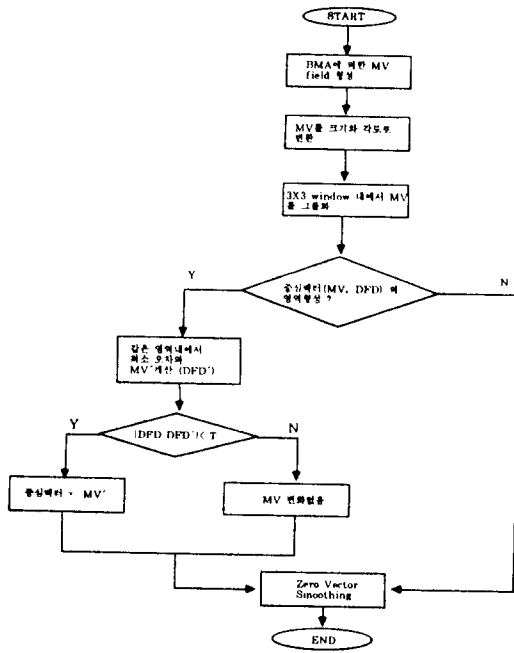 START
BMA에 의한 MV
field 형성
MV를 크기와 각도로
변환
3X3 window 내에서 MV
를 그룹화
중심벡터(MV, DFD) 의
영역형성 ?
Y
N
같은 영역내에서
최소 오차의
MV'계산 (DFD')
|DFD DFD'|< T
Y
N
중심벡터 = MV'
MV 변화없음
Zero Vector
Smoothing
END